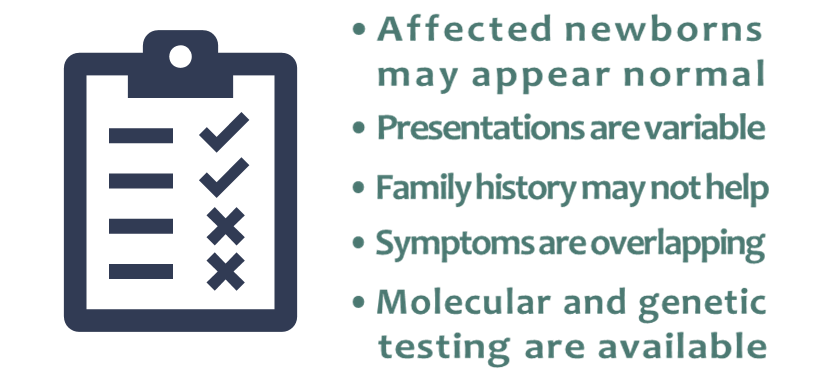 • Affected newborns
may appear normal
• Presentations are variable
• Family history may not help
• Symptoms are overlapping
• Molecular and genetic
testing are available